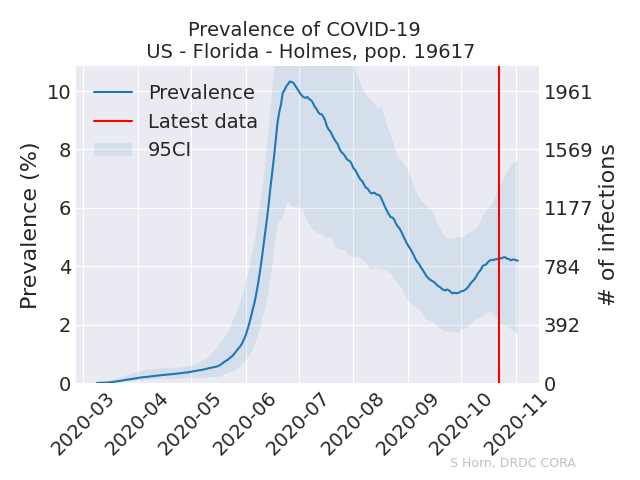 Prevalence of COVID-19
US - Florida - Holmes, pop. 19617
Prevalence
Latest data
95CI
Prevalence (%)
10
8
6
4
2
0
1961
1569
1177
784
392
0
# of infections
2020-03
2020-04
2020-05
2020-06
2020-07
2020-08
2020-09
2020-10
2020-11
S Horn, DRDC CORA